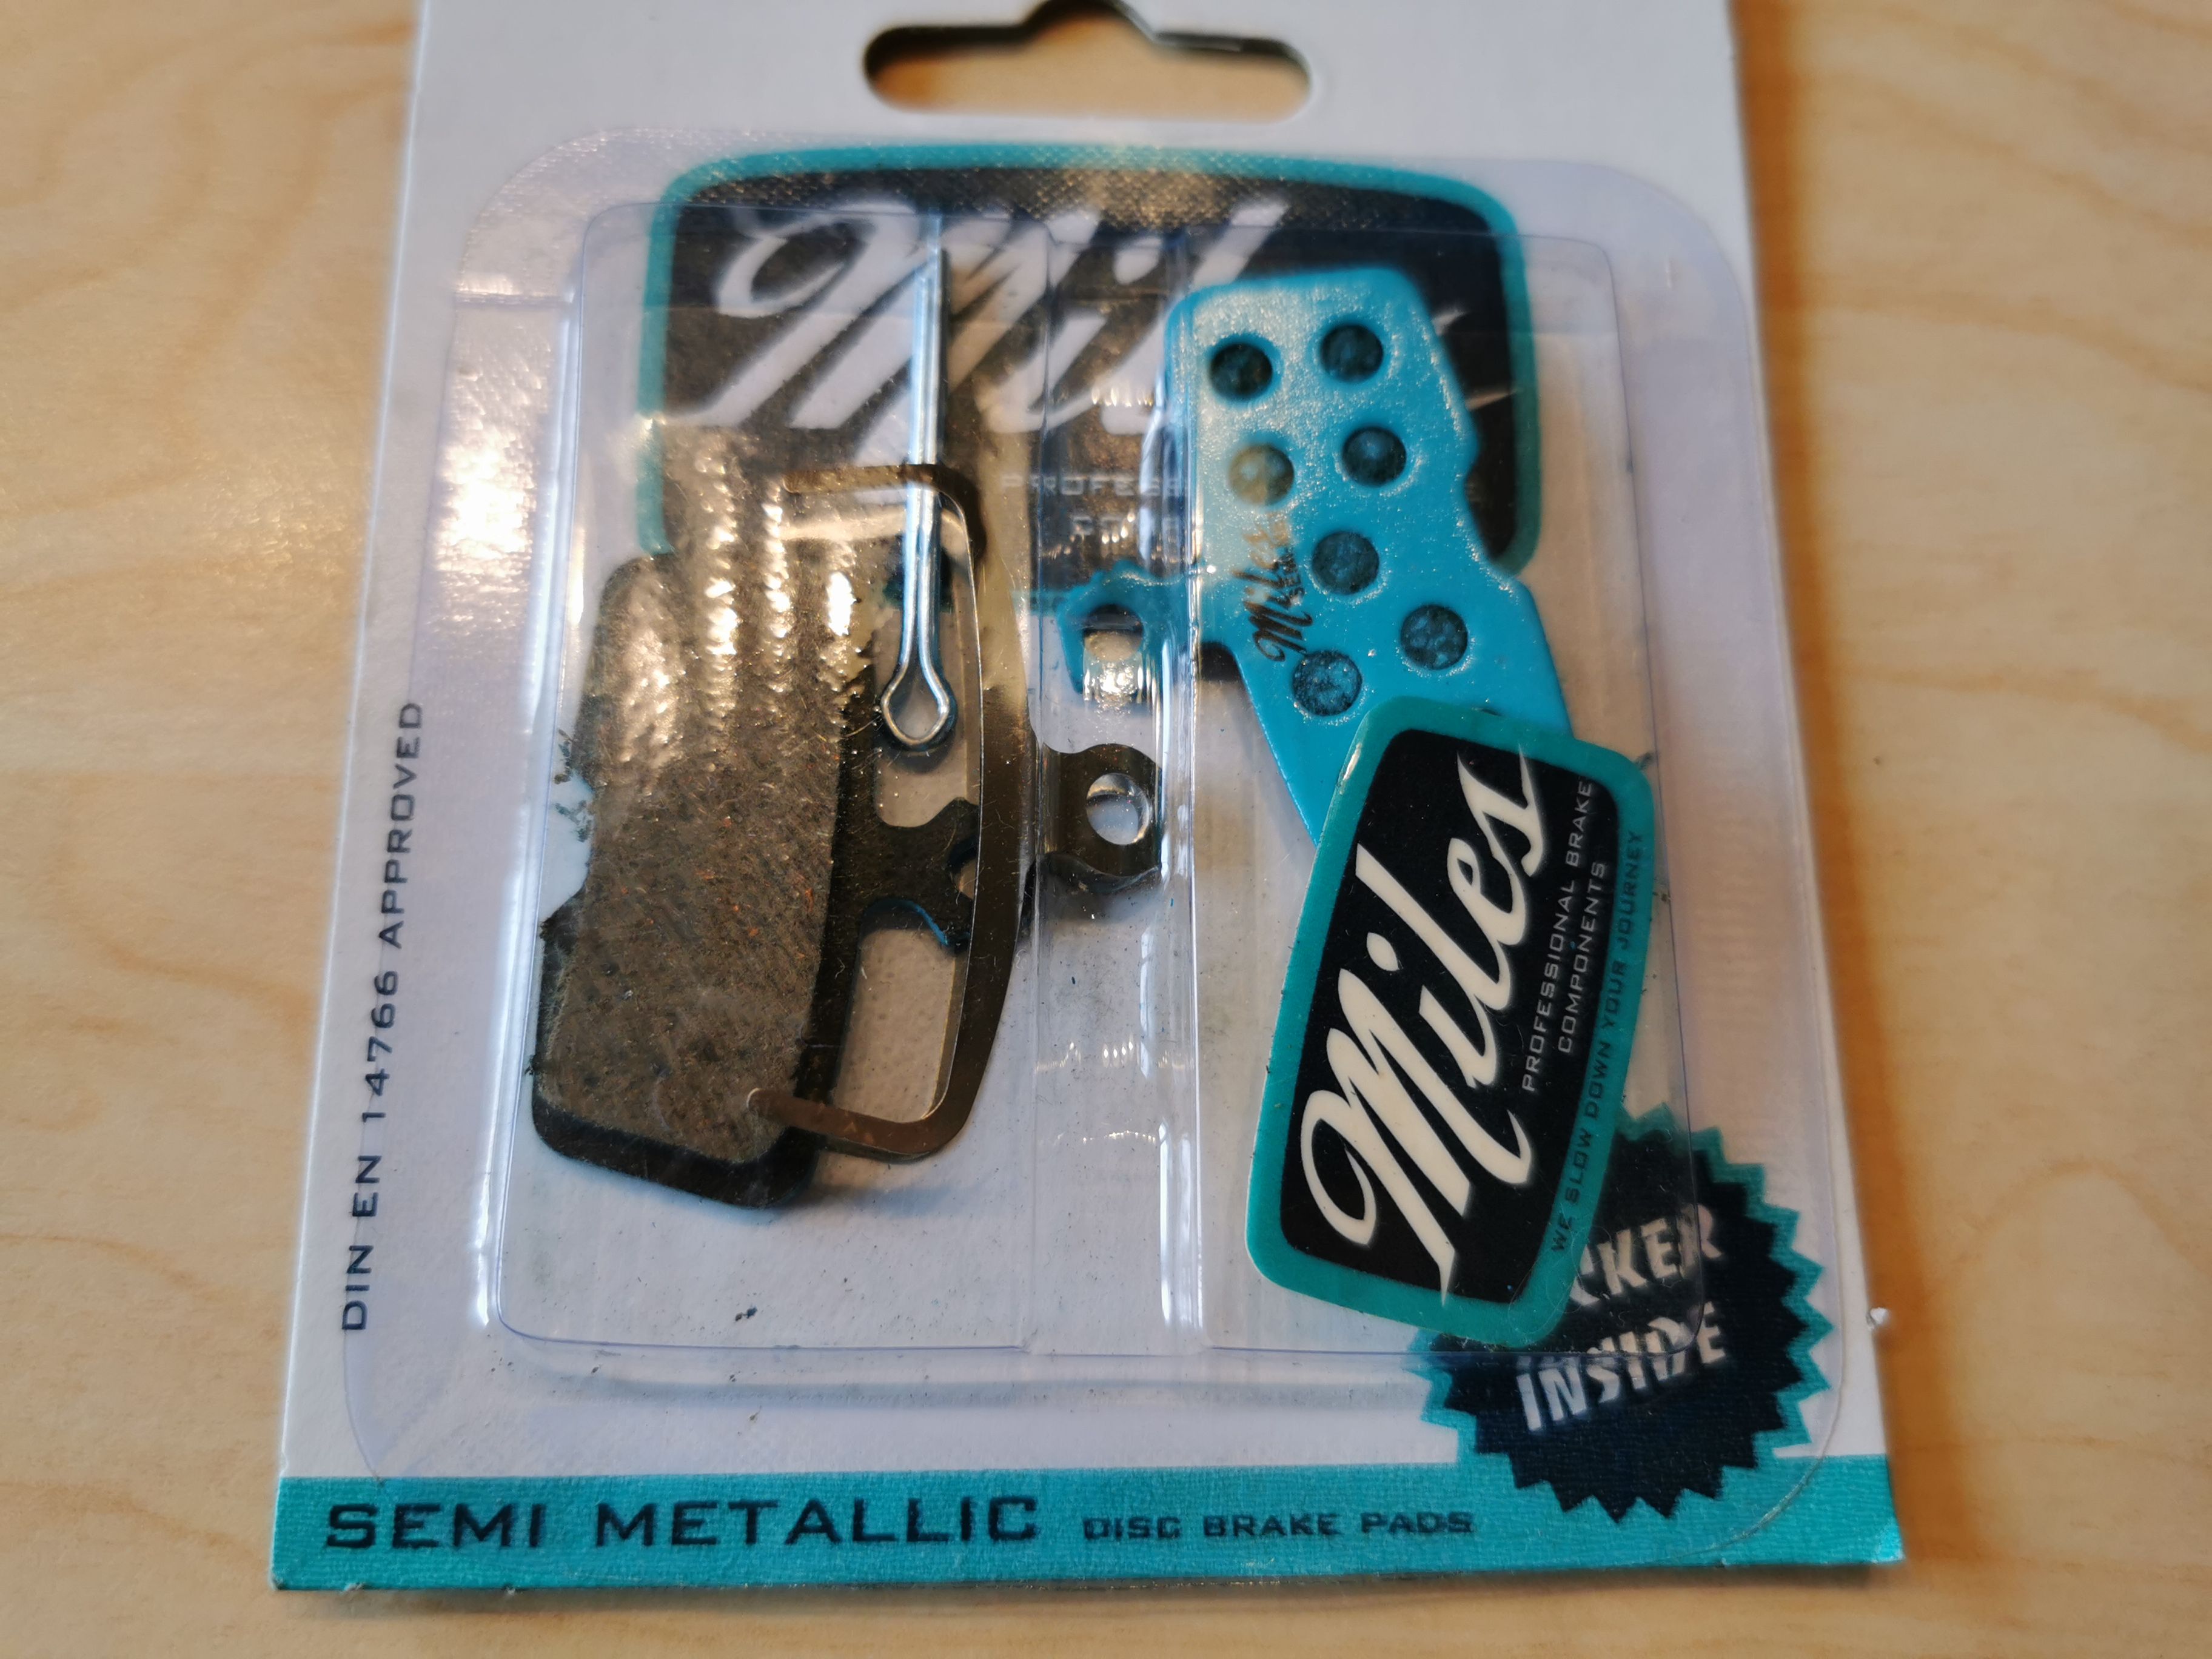 DIN EN 14766 APPROVED
Miles
Miles
PROFESSIONAL BRAKE
COMPONENTS
WE SLOW DOWN YOUR JOURNEY
INSIDE
SEMI METALLIC DISC BRAKE PADS